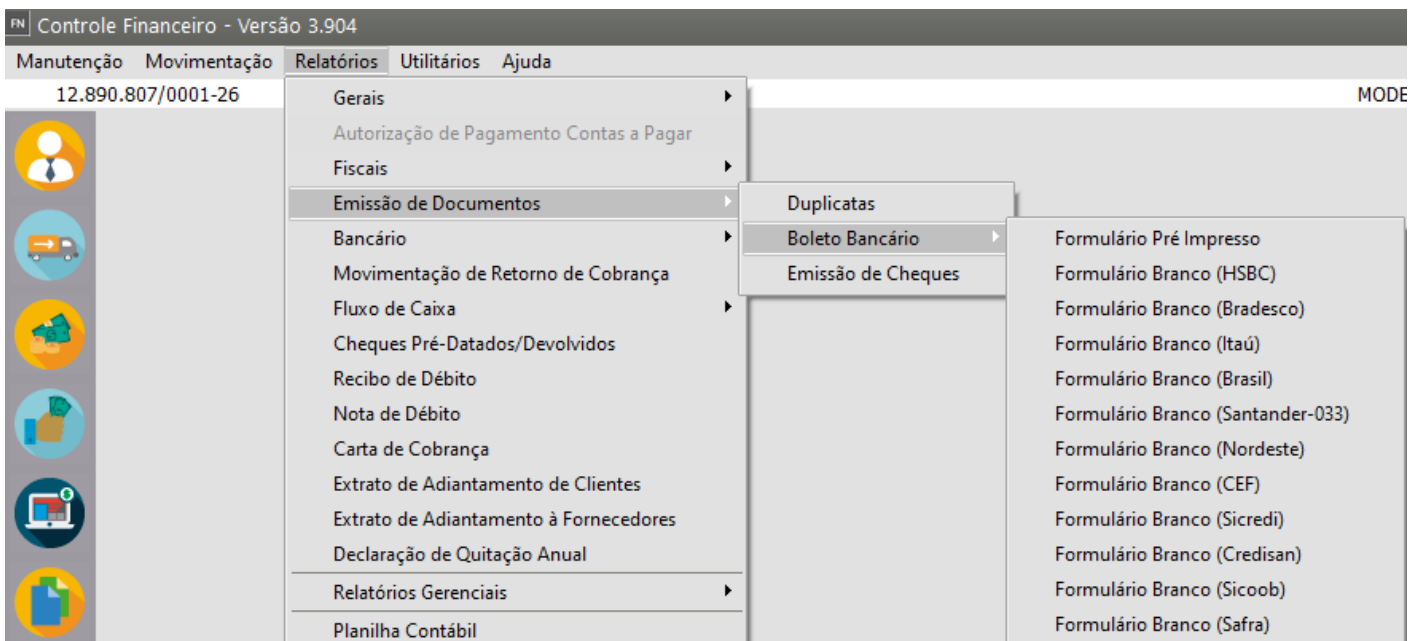 FN Controle Financeiro - Versão 3.904
Manutenção Movimentação Relatórios Utilitários Ajuda
12.890.807/0001-26 MODE
Gerais
Autorização de Pagamento Contas a Pagar
Fiscais
Emissão de Documentos
Bancário
Movimentação de Retorno de Cobrança
Fluxo de Caixa
Cheques Pré-Datados/Devolvidos
Recibo de Débito
Nota de Débito
Carta de Cobrança
Extrato de Adiantamento de Clientes
Extrato de Adiantamento à Fornecedores
Declaração de Quitação Anual
Relatórios Gerenciais
Planilha Contábil
Duplicatas
Boleto Bancário
Emissão de Cheques
Formulário Pré Impresso
Formulário Branco (HSBC)
Formulário Branco (Bradesco)
Formulário Branco (Itaú)
Formulário Branco (Brasil)
Formulário Branco (Santander-033)
Formulário Branco (Nordeste)
Formulário Branco (CEF)
Formulário Branco (Sicredi)
Formulário Branco (Credisan)
Formulário Branco (Sicoob)
Formulário Branco (Safra)